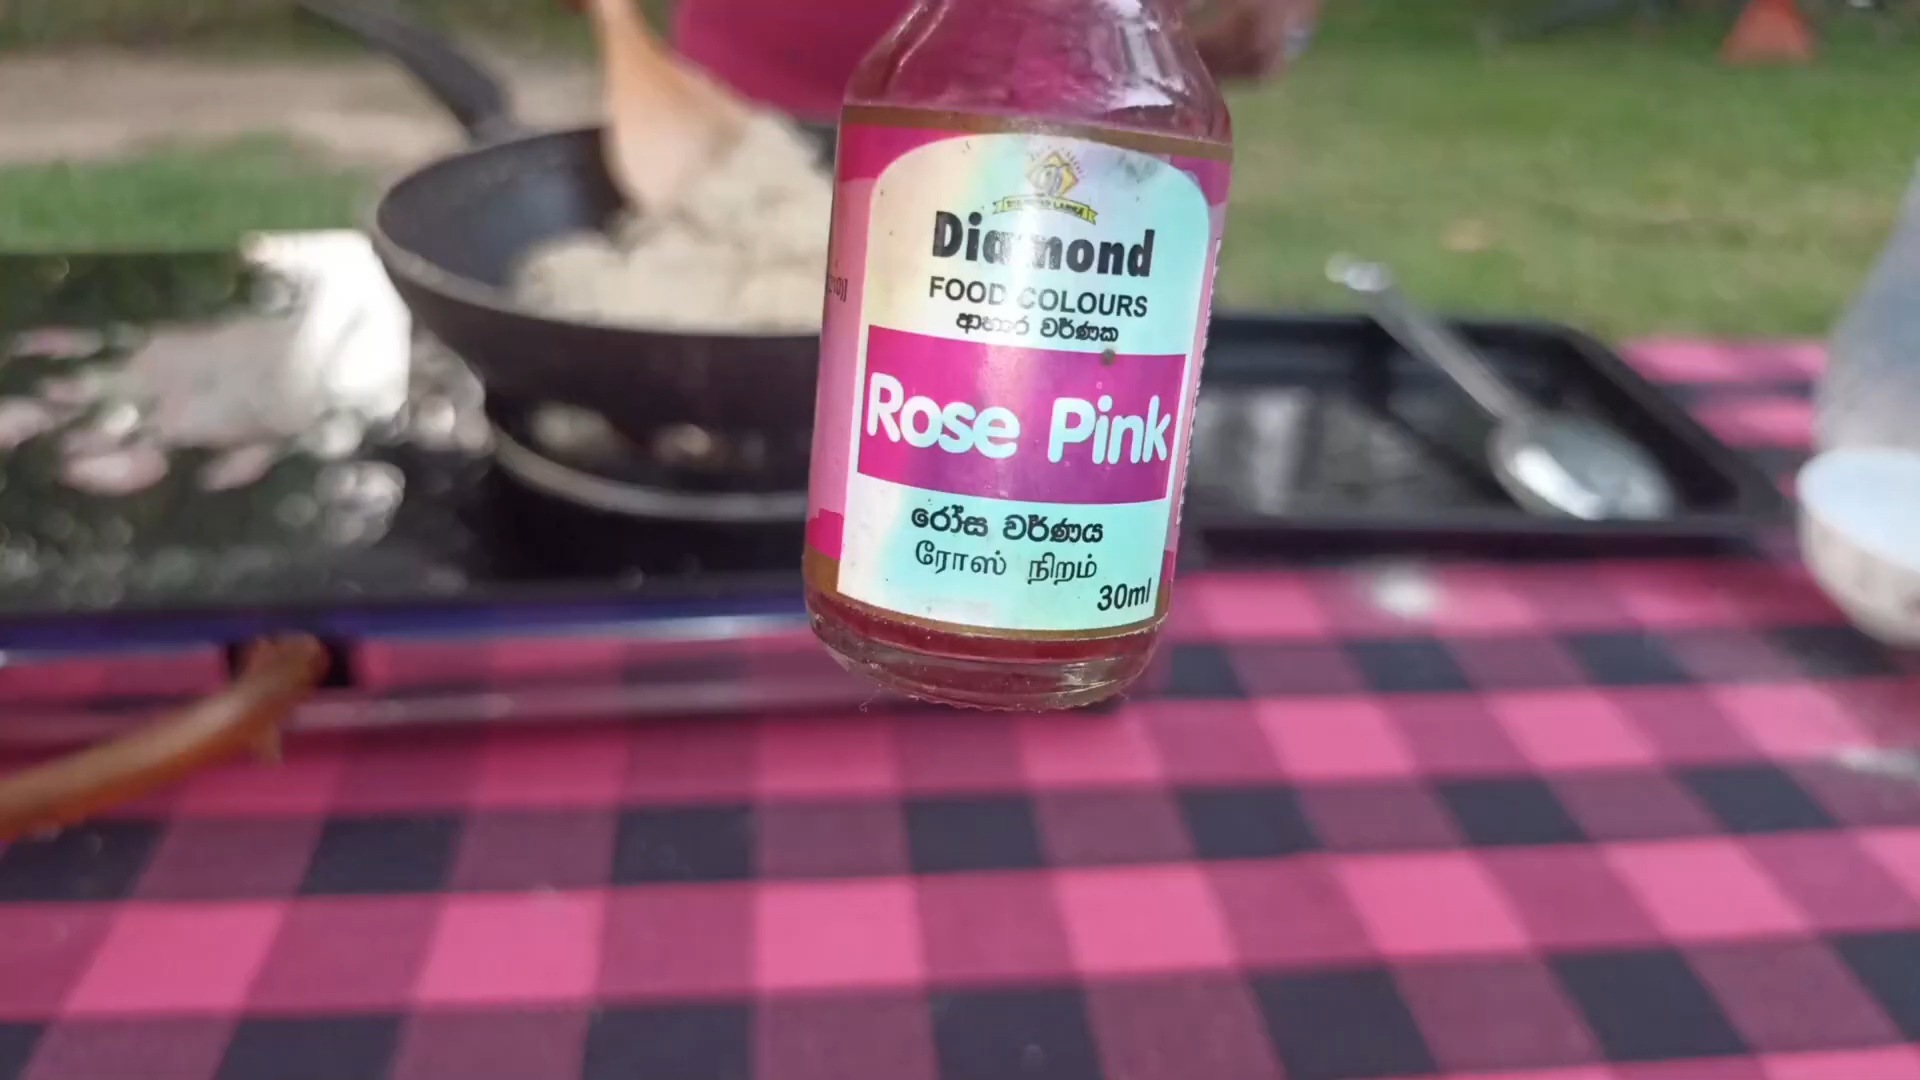 Diamond
FOOD COLOURS
ආහාර වර්ණක
Rose Pink
රෝස වර්ණය
ரோஸ் நிறம்
30ml